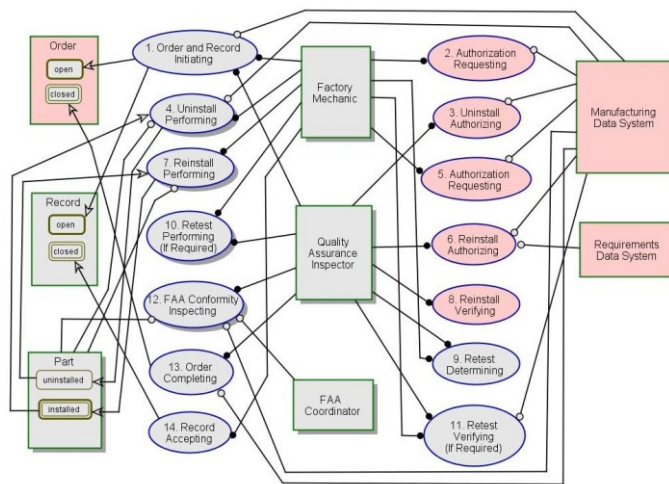 Order
open
closed
1. Order and Record
Initiating
Factory
Mechanic
2. Authorization
Requesting
Manufacturing
Data System
4. Uninstall
Performing
3. Uninstall
Authorizing
7. Reinstall
Performing
5. Authorization
Requesting
Record
open
closed
10. Retest
Performing
(If Required)
Quality
Assurance
Inspector
6. Reinstall
Authorizing
Requirements
Data System
12. FAA Conformity
Inspecting
8. Reinstall
Verifying
Part
uninstalled
installed
13. Order
Completing
FAA
Coordinator
9. Retest
Determining
14. Record
Accepting
11. Retest
Verifying
(If Required)